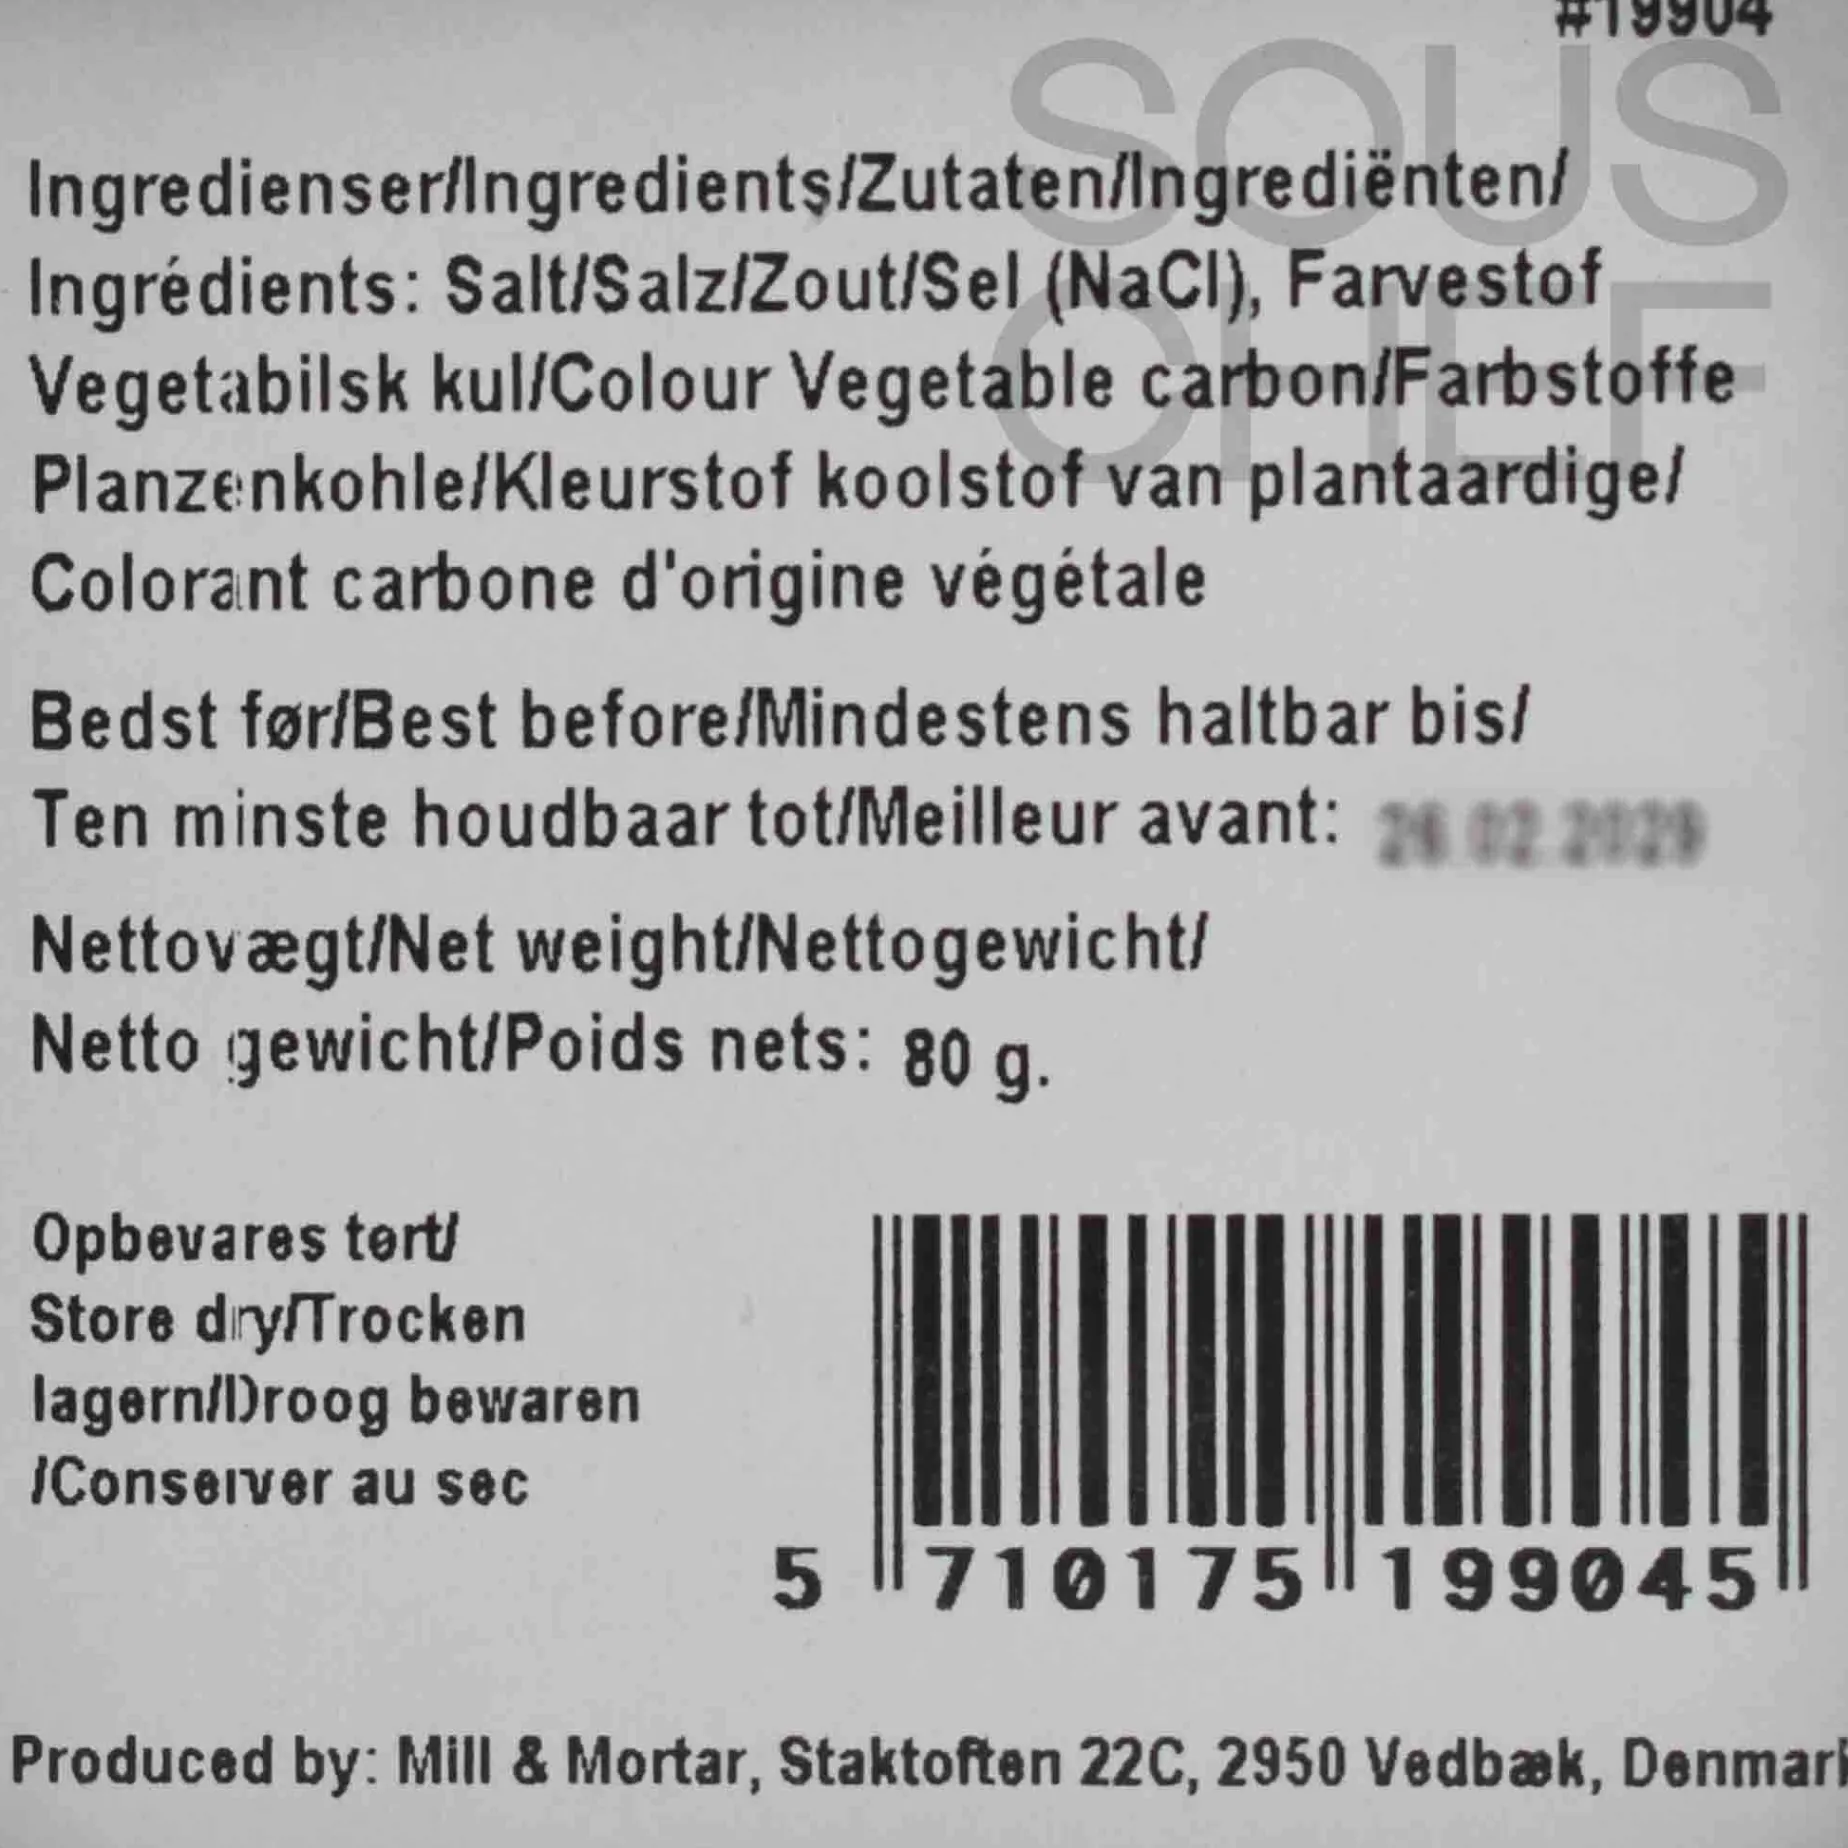 #19904
SOUS
CHEF
Ingredienser/Ingredients/Zutaten/Ingrediënten/
Ingrédients: Salt/Salz/Zout/Sel (NaCl), Farvestof
Vegetabilsk kul/Colour Vegetable carbon/Farbstoffe
Planzenkohle/Kleurstof koolstof van plantaardige/
Colorant carbone d'origine végétale
Bedst før/Best before/Mindestens haltbar bis/
Ten minste houdbaar tot/Meilleur avant:
Nettovægt/Net weight/Nettogewicht/
Netto gewicht/Poids nets: 80 g.
Opbevares tørt/
Store dry/Trocken
lagern/Droog bewaren
/Conserver au sec
5 710175 199045
Produced by: Mill & Mortar, Staktoften 22C, 2950 Vedbæk, Denmark